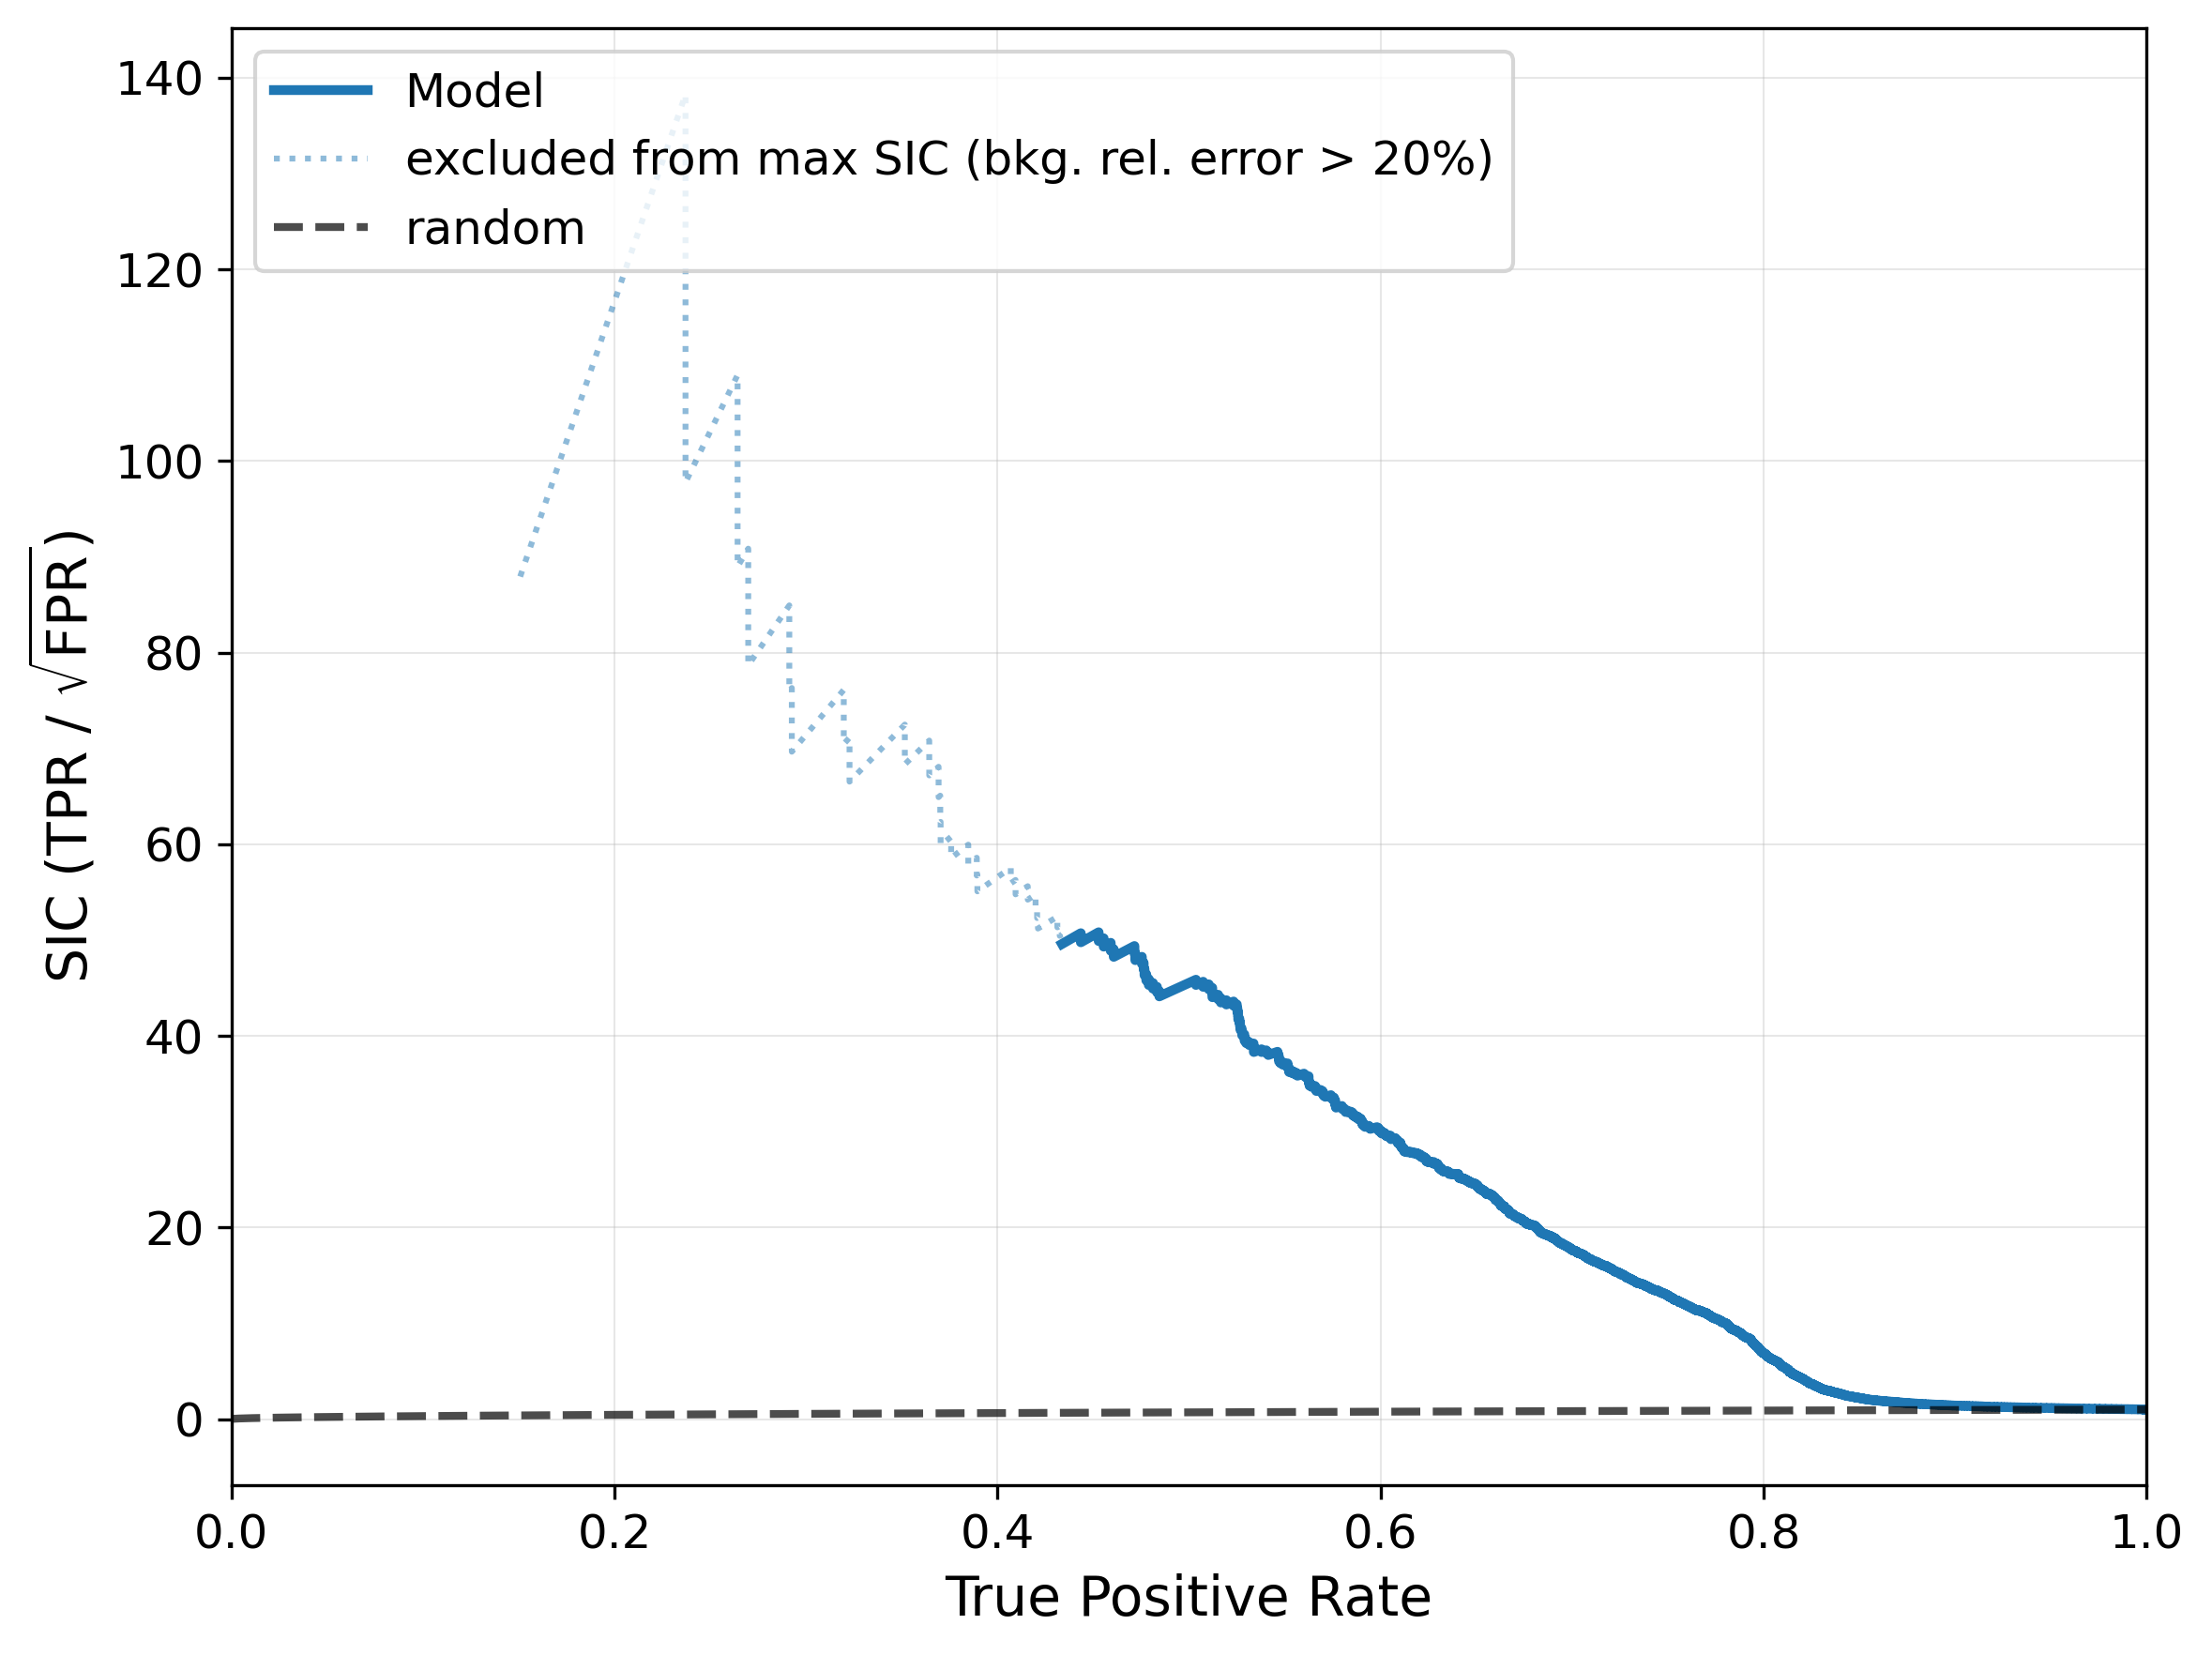 Model
excluded from max SIC (bkg. rel. error > 20%)
random
140
120
100
80
60
40
20
0
SIC (TPR / √FPR)
0.0
0.2
0.4
0.6
0.8
1.0
True Positive Rate